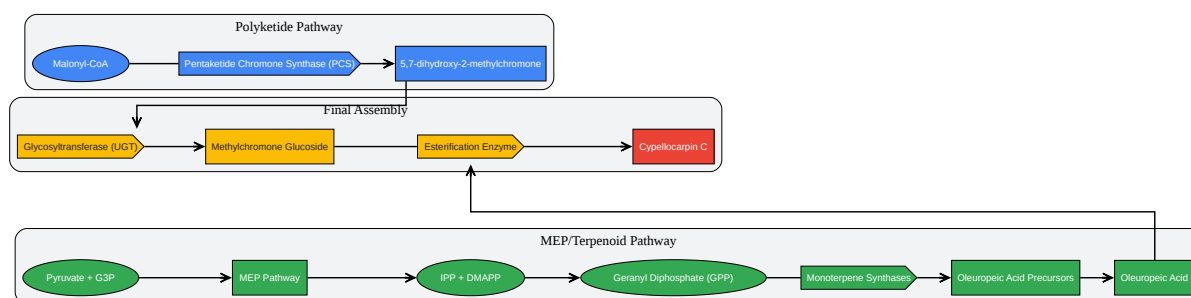 Polyketide Pathway
Malonyl-CoA
Pentaketide Chromone Synthase (PCS)
5,7-dihydroxy-2-methylchromone
Final Assembly
Glycosyltransferase (UGT)
Methylchromone Glucoside
Esterification Enzyme
Cypellocarpin C
MEP/Terpenoid Pathway
Pyruvate + G3P
MEP Pathway
IPP + DMAPP
Geranyl Diphosphate (GPP)
Monoterpene Synthases
Oleuropeic Acid Precursors
Oleuropeic Acid